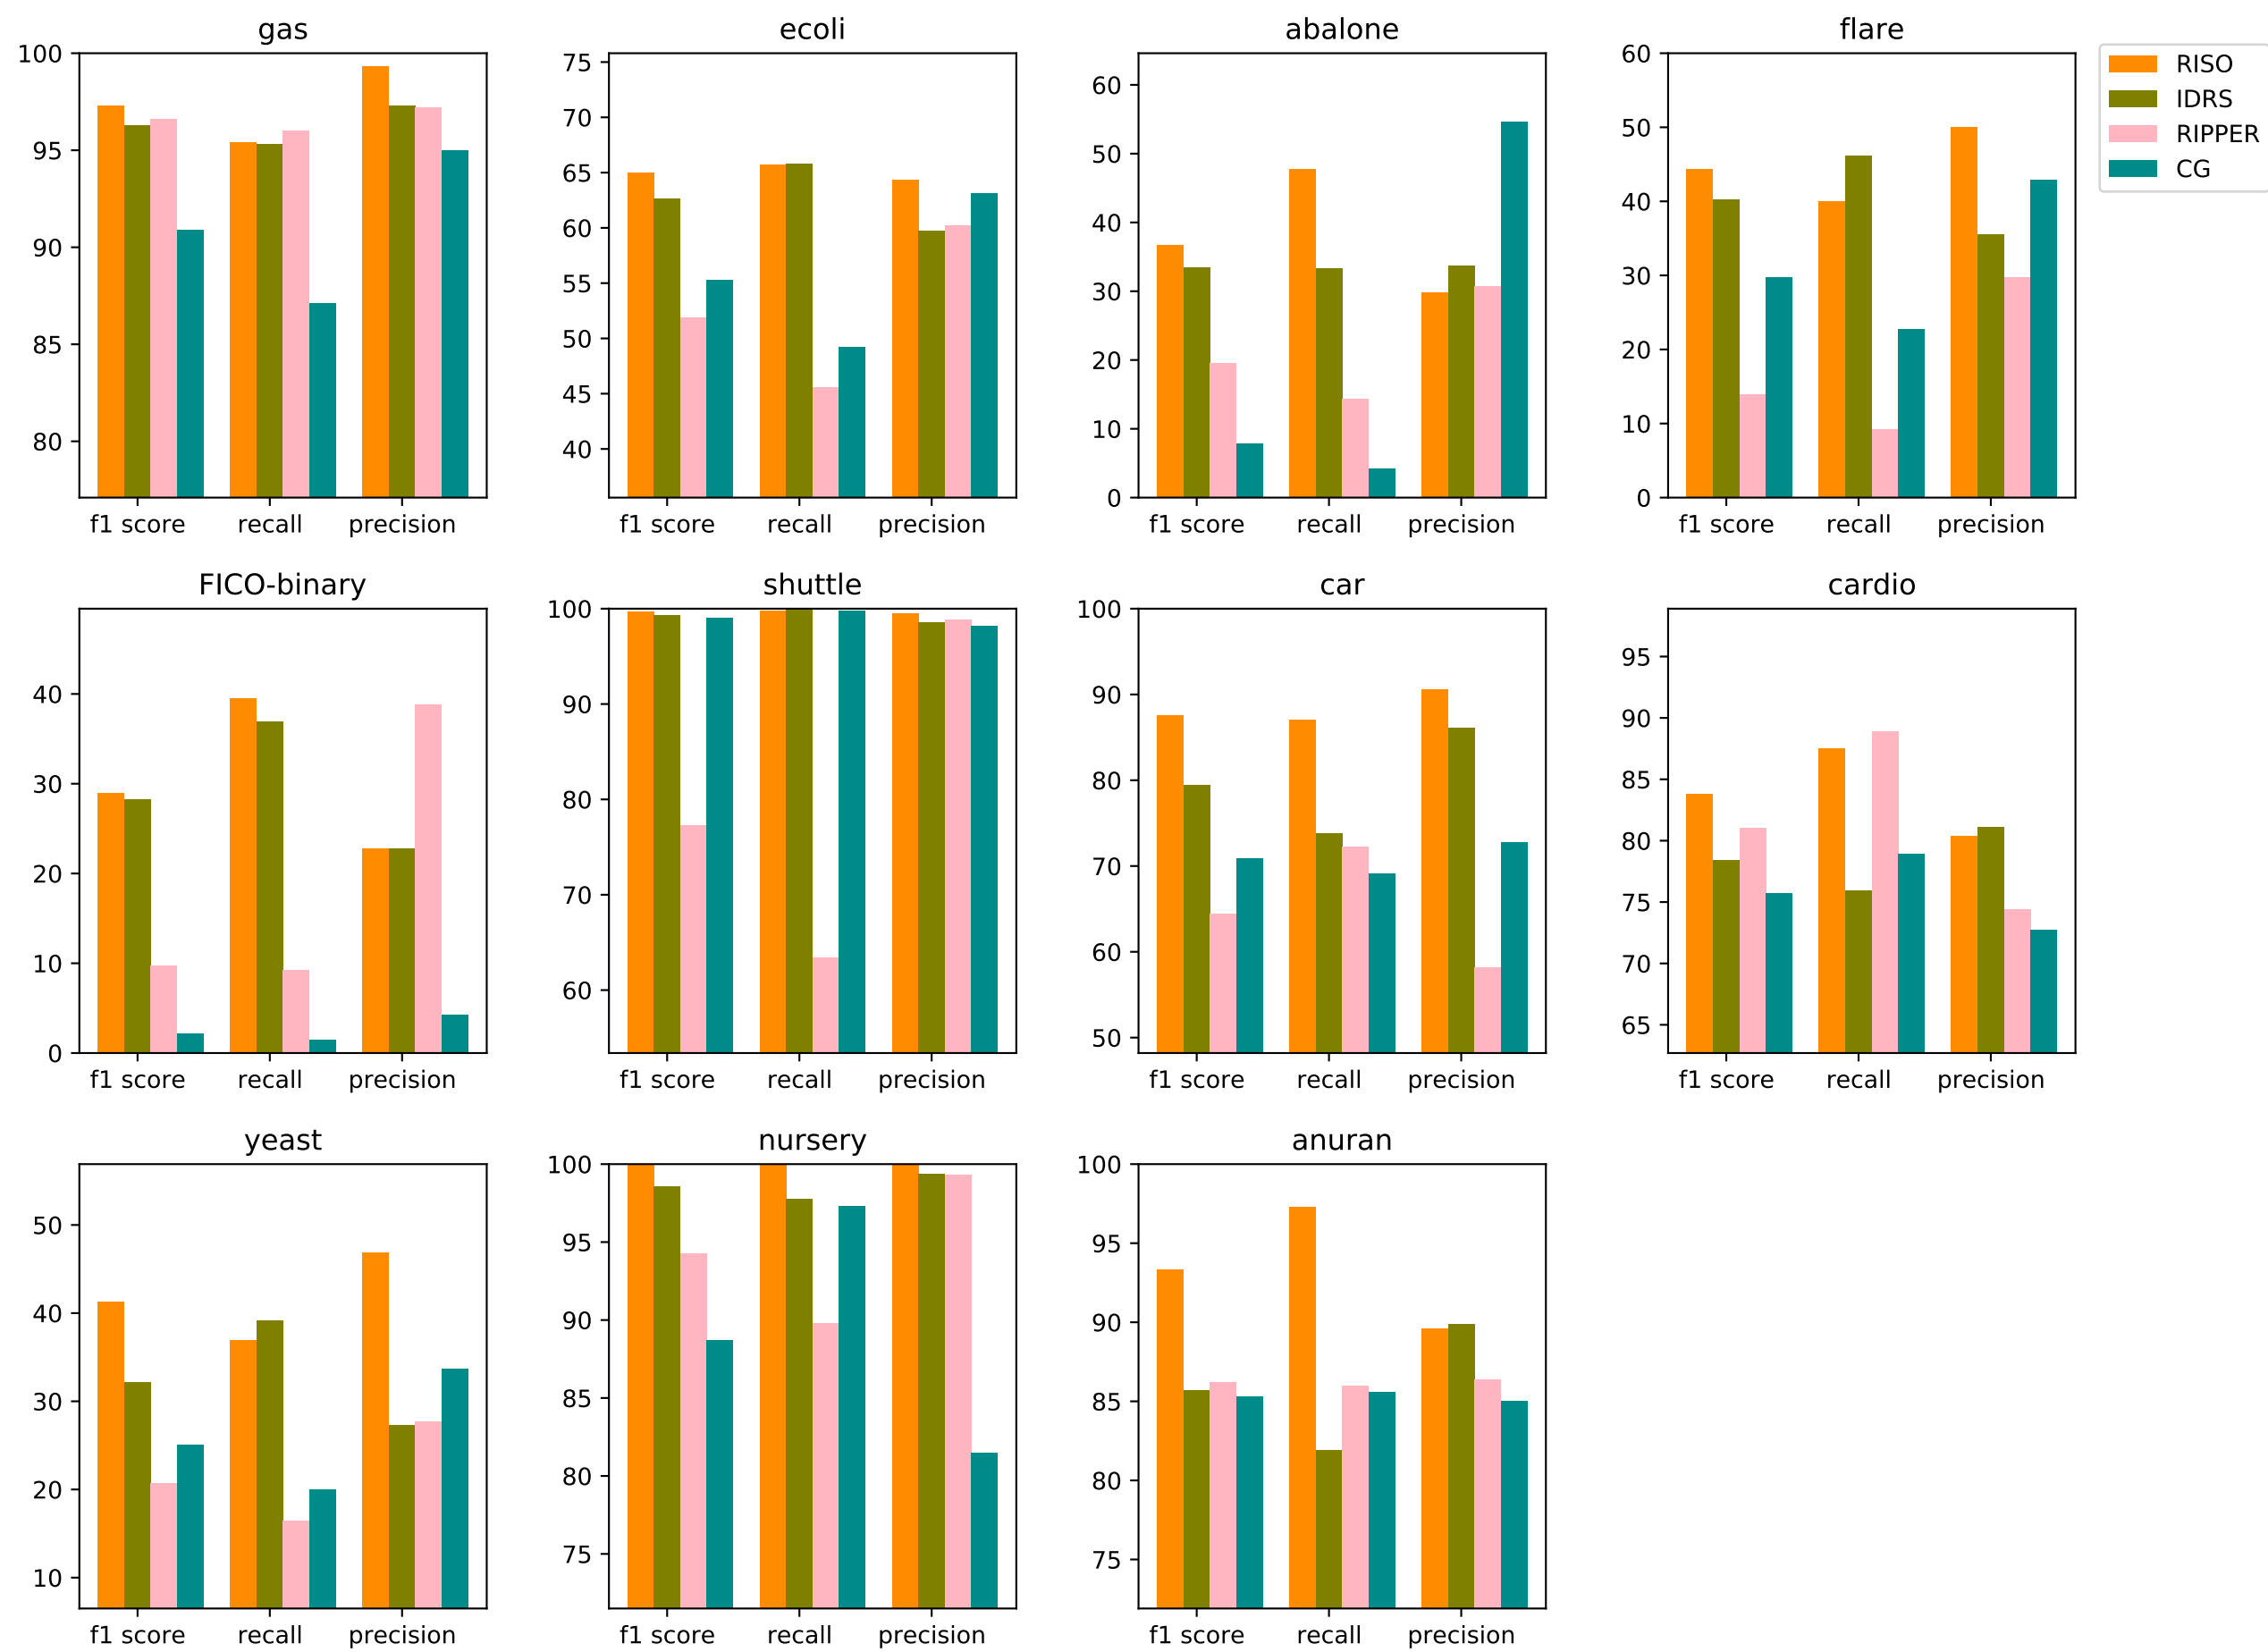 gas
100
95
90
85
80
f1 score recall precision
ecoli
75
70
65
60
55
50
45
40
f1 score recall precision
abalone
60
50
40
30
20
10
0
f1 score recall precision
flare
60
50
40
30
20
10
0
f1 score recall precision
RISO
IDRS
RIPPER
CG
FICO-binary
40
30
20
10
0
f1 score recall precision
shuttle
100
90
80
70
60
f1 score recall precision
car
100
90
80
70
60
50
f1 score recall precision
cardio
95
90
85
80
75
70
65
f1 score recall precision
yeast
50
40
30
20
10
f1 score recall precision
nursery
100
95
90
85
80
75
f1 score recall precision
anuran
100
95
90
85
80
75
f1 score recall precision